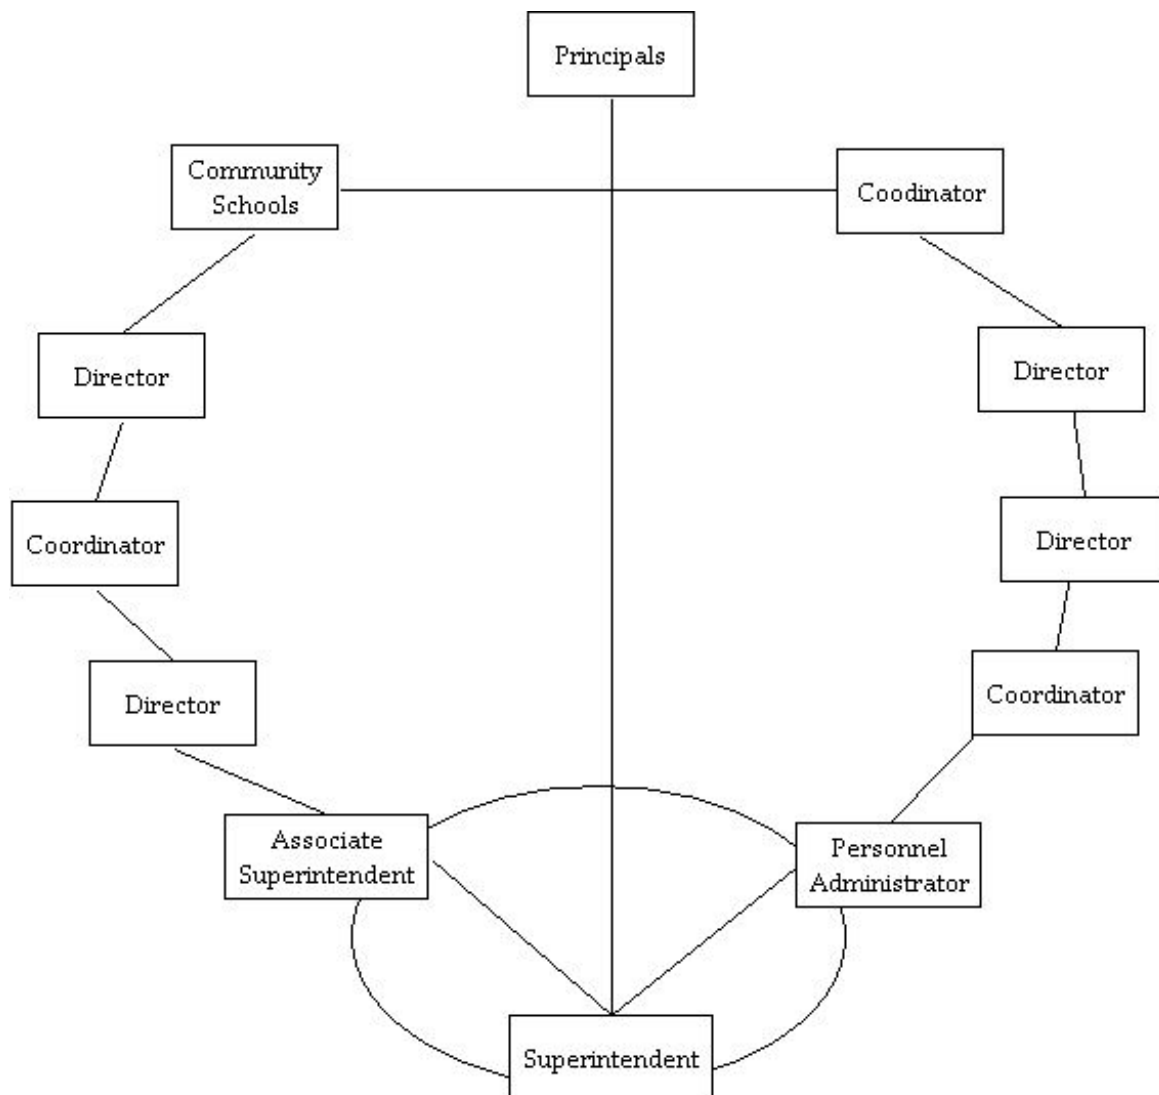 Principals
Community
Schools
Coodinator
Director
Director
Coordinator
Director
Director
Coordinator
Associate
Superintendent
Personnel
Administrator
Superintendent